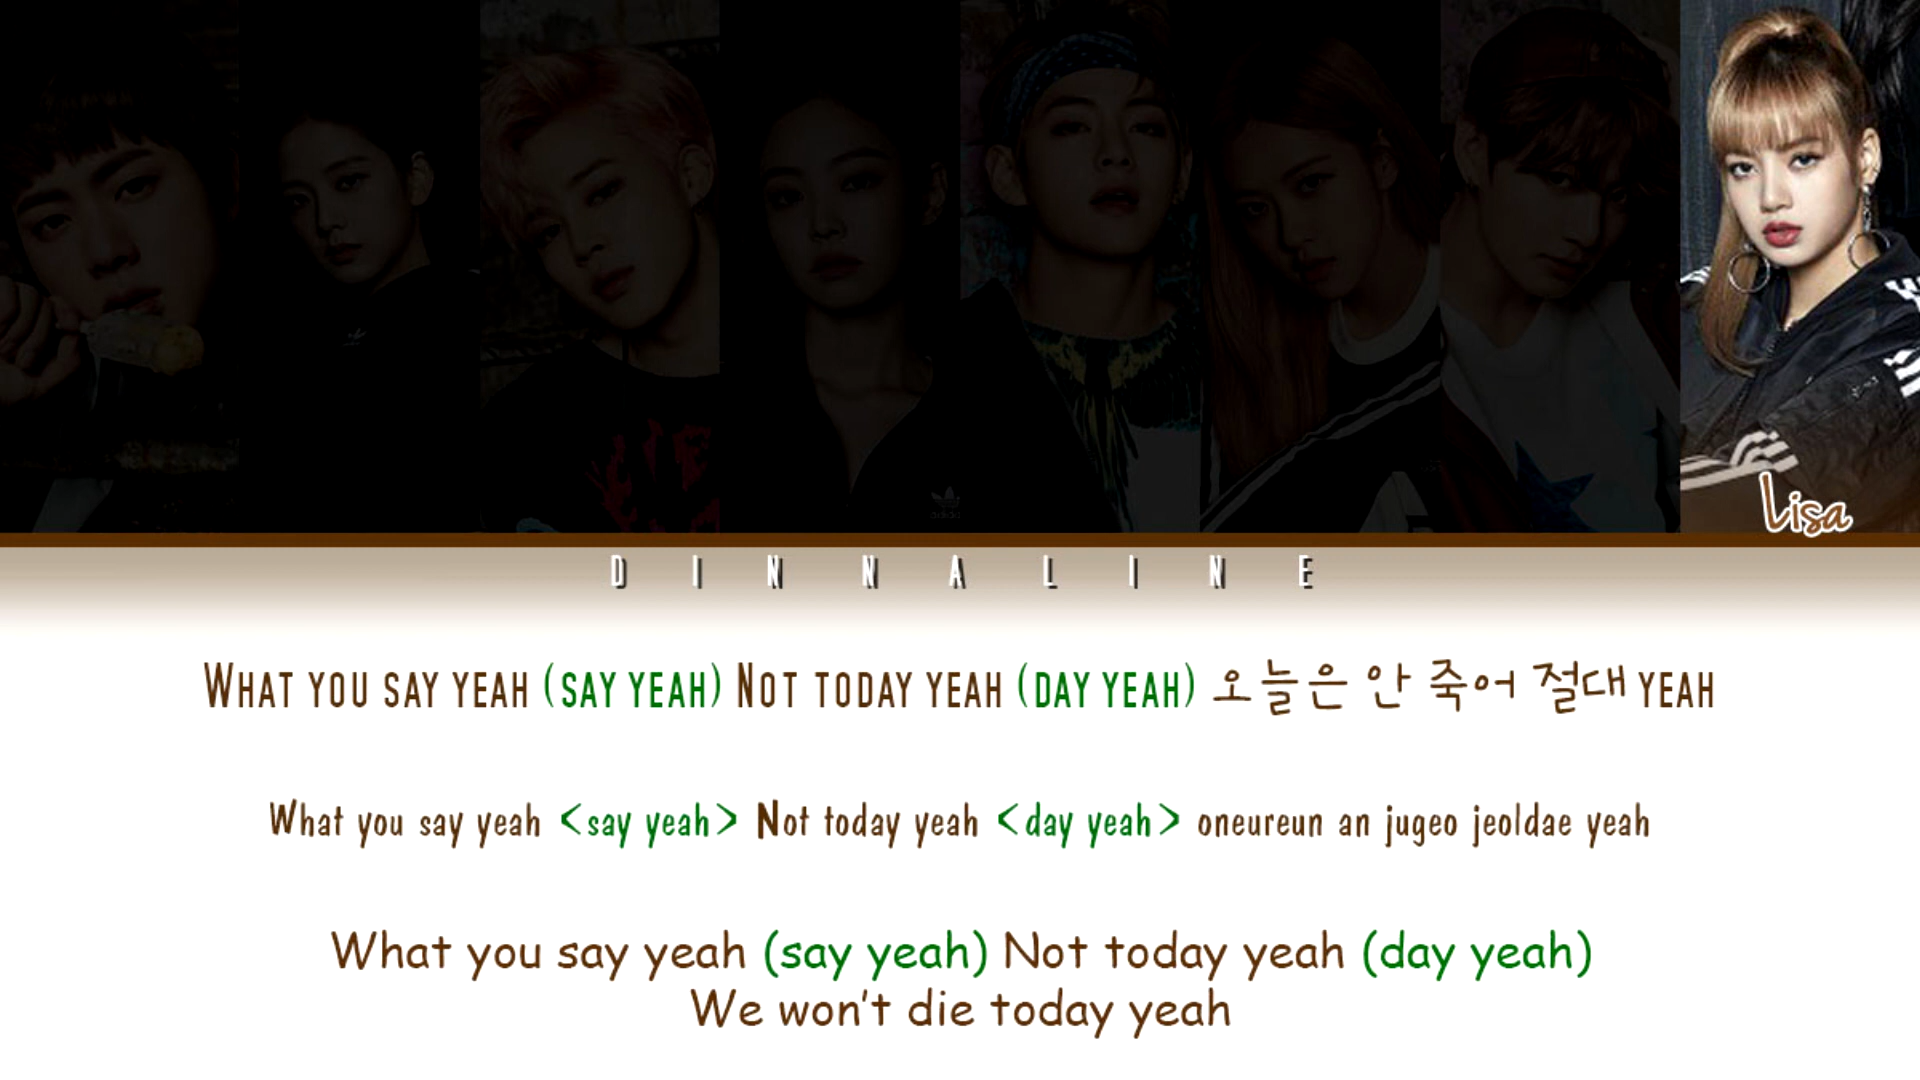 Lisa
DINNALINE
WHAT YOU SAY YEAH (SAY YEAH) NOT TODAY YEAH (DAY YEAH) 오늘은 안 죽어 절대 YEAH
What you say yeah <say yeah> Not today yeah <day yeah> oneureun an jugeo jeoldae yeah
What you say yeah (say yeah) Not today yeah (day yeah)
We won't die today yeah